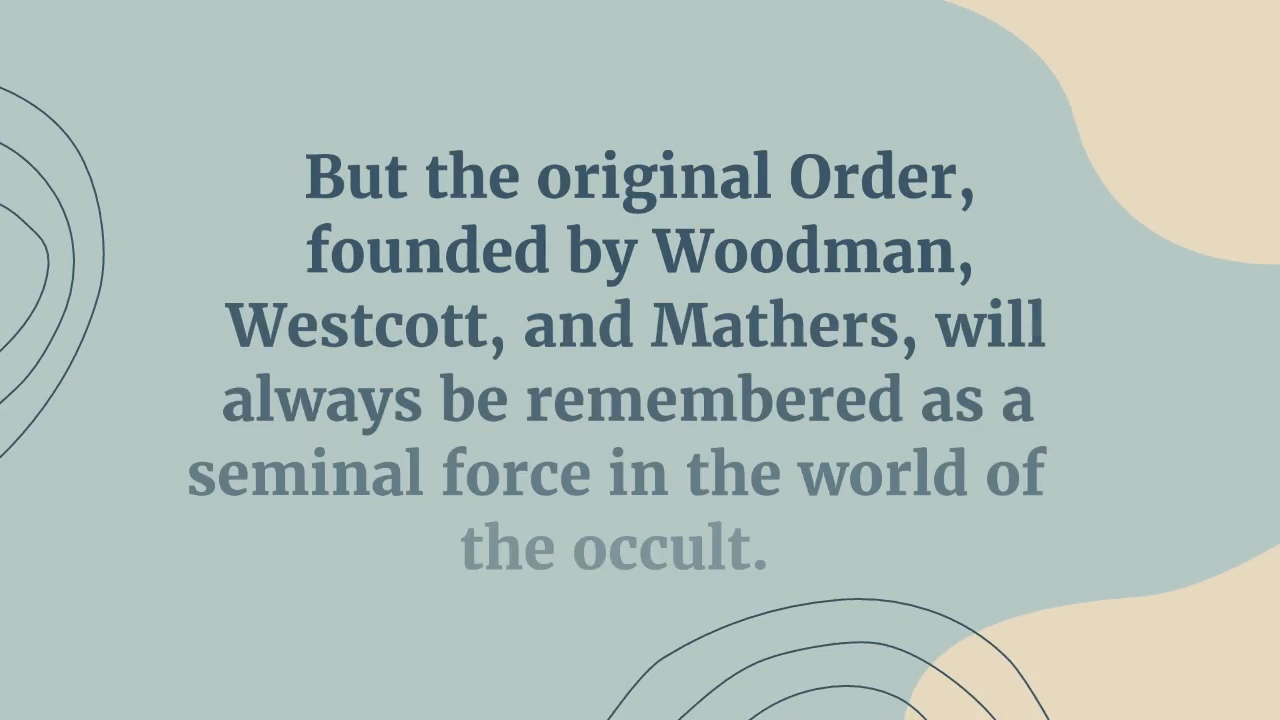 But the original Order,
founded by Woodman,
Westcott, and Mathers, will
always be remembered as a
seminal force in the world of
the occult.